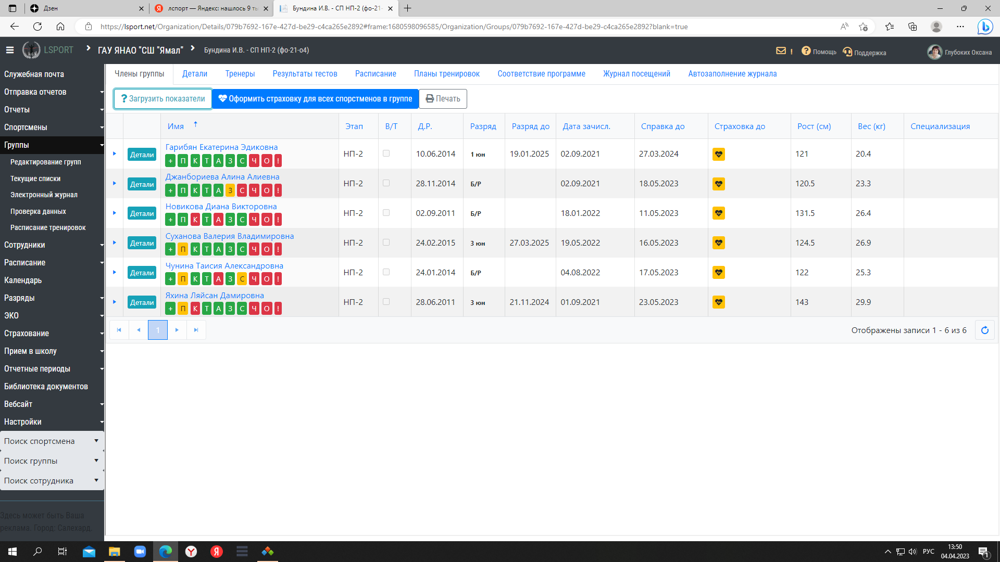 Дзен
лспорт — Яндекс: нашлось 9 ты
Бундина И.В. - СП НП-2 (фо-21-
https://lsport.net/Organization/Details/079b7692-167e-427d-be29-c4ca265e2892#frame:1680598096585/Organization/Groups/079b7692-167e-427d-be29-c4ca265e2892?blank=true
LSPORT
ГАУ ЯНАО "СШ "Ямал"
Бундина И.В. - СП НП-2 (фо-21-о4)
!
Помощь
Поддержка
Глубоких Оксана
Служебная почта
Отправка отчетов
Отчеты
Спортсмены
Группы
Редактирование групп
Текущие списки
Электронный журнал
Проверка данных
Расписание тренировок
Сотрудники
Расписание
Календарь
Разряды
ЭКО
Страхование
Прием в школу
Отчетные периоды
Библиотека документов
Вебсайт
Настройки
Поиск спортсмена
Поиск группы
Поиск сотрудника
Здесь может быть Ваша
реклама. Город: Салехард.
Члены группы Детали Тренеры Результаты тестов Расписание Планы тренировок Соответствие программе Журнал посещений Автозаполнение журнала
? Загрузить показатели Оформить страховку для всех спорстменов в группе Печать
Имя Этап В/Т Д.Р. Разряд Разряд до Дата зачисл. Справка до Страховка до Рост (см) Вес (кг) Специализация
Гарибян Екатерина Эдиковна
Детали НП-2 10.06.2014 1 юн 19.01.2025 02.09.2021 27.03.2024 121 20.4
+ П К Т А З С Ч О !
Джанбориева Алина Алиевна
Детали НП-2 28.11.2014 Б/Р 02.09.2021 18.05.2023 120.5 23.3
+ П К Т А З С Ч О !
Новикова Диана Викторовна
Детали НП-2 02.09.2011 Б/Р 18.01.2022 11.05.2023 131.5 26.4
+ П К Т А З С Ч О !
Суханова Валерия Владимировна
Детали НП-2 24.02.2015 3 юн 27.03.2025 19.05.2022 16.05.2023 124.5 26.9
+ П К Т А З С Ч О !
Чунина Таисия Александровна
Детали НП-2 24.01.2014 Б/Р 04.08.2022 17.05.2023 122 25.3
+ П К Т А З С Ч О !
Яхина Ляйсан Дамировна
Детали НП-2 28.06.2011 3 юн 21.11.2024 01.09.2021 23.05.2023 143 29.9
+ П К Т А З С Ч О !
1
Отображены записи 1 - 6 из 6
РУС
13:50
04.04.2023
1